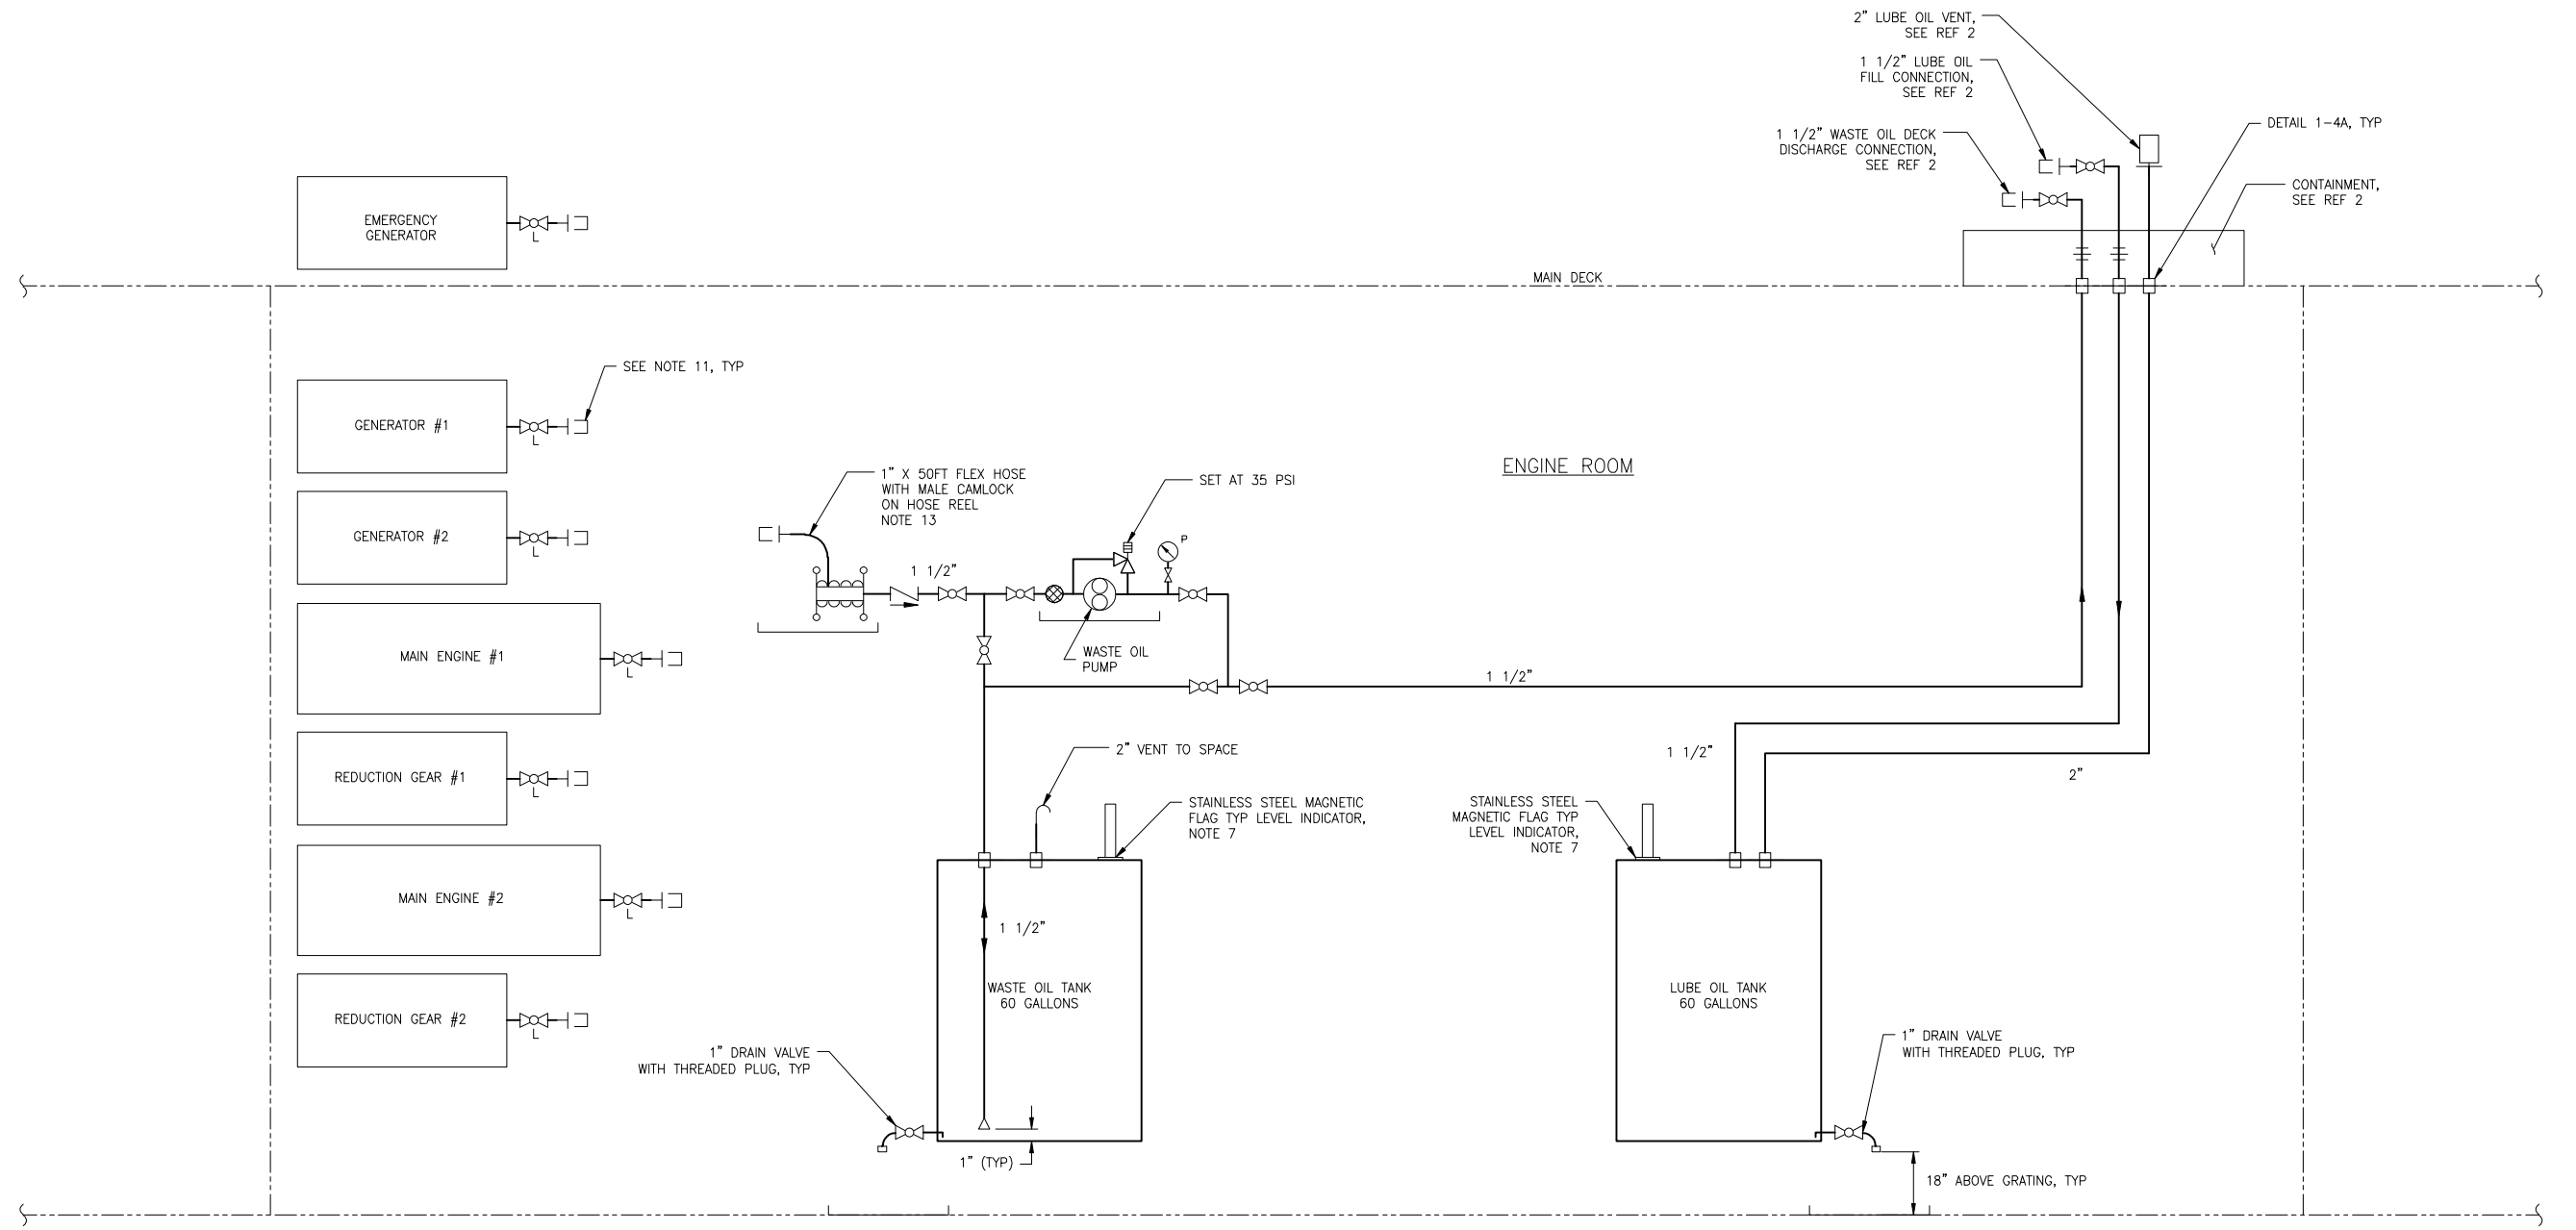 2” LUBE OIL VENT,
SEE REF 2
1 1/2” LUBE OIL
FILL CONNECTION,
SEE REF 2
1 1/2” WASTE OIL DECK
DISCHARGE CONNECTION,
SEE REF 2
DETAIL 1-4A, TYP
CONTAINMENT,
SEE REF 2
EMERGENCY
GENERATOR
L
MAIN DECK
SEE NOTE 11, TYP
GENERATOR #1
L
ENGINE ROOM
1” X 50FT FLEX HOSE
WITH MALE CAMLOCK
ON HOSE REEL
NOTE 13
SET AT 35 PSI
GENERATOR #2
L
P
1 1/2”
MAIN ENGINE #1
L
WASTE OIL
PUMP
1 1/2”
REDUCTION GEAR #1
L
2” VENT TO SPACE
1 1/2”
2”
STAINLESS STEEL MAGNETIC
FLAG TYP LEVEL INDICATOR,
NOTE 7
STAINLESS STEEL
MAGNETIC FLAG TYP
LEVEL INDICATOR,
NOTE 7
MAIN ENGINE #2
L
1 1/2”
WASTE OIL TANK
60 GALLONS
LUBE OIL TANK
60 GALLONS
REDUCTION GEAR #2
L
1” DRAIN VALVE
WITH THREADED PLUG, TYP
1” DRAIN VALVE
WITH THREADED PLUG, TYP
1” (TYP)
18” ABOVE GRATING, TYP